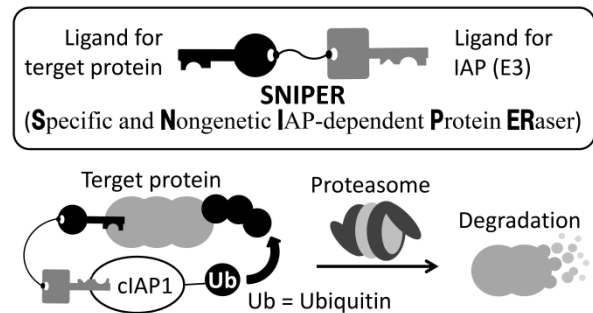 Ligand for
terget protein
Ligand for
IAP (E3)
SNIPER
(Specific and Nongenetic IAP-dependent Protein ERaser)
Terget protein
Proteasome
Degradation
cIAP1
Ub
Ub = Ubiquitin